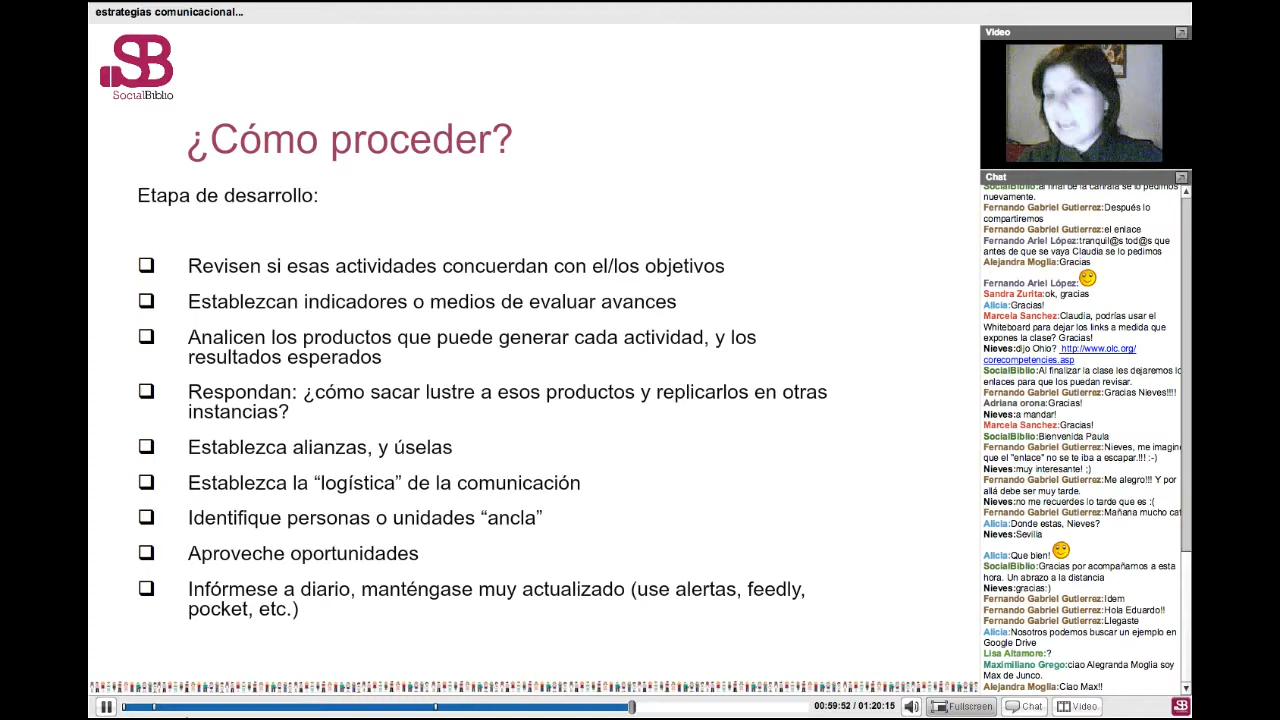 estrategias comunicacional...
SB
SocialBiblio
¿Cómo proceder?
Etapa de desarrollo:
Revisen si esas actividades concuerdan con el/los objetivos
Establezcan indicadores o medios de evaluar avances
Analicen los productos que puede generar cada actividad, y los
resultados esperados
Respondan: ¿cómo sacar lustre a esos productos y replicarlos en otras
instancias?
Establezca alianzas, y úselas
Establezca la “logística” de la comunicación
Identifique personas o unidades “ancla”
Aproveche oportunidades
Infórmese a diario, manténgase muy actualizado (use alertas, feedly,
pocket, etc.)
Video
Chat
SocialBiblio:al final de la se lo pedimos
nuevamente.
Fernando Gabriel Gutierrez:Después lo
compartiremos
Fernando Gabriel Gutierrez:el enlace
Fernando Ariel López:tranquil@s tod@s que
antes de que se vaya Claudia se lo pedimos
Alejandra Moglia:Gracias
Fernando Ariel López:
Sandra Zurita:ok, gracias
Alicia:Gracias!
Marcela Sanchez:Claudia, podrías usar el
Whiteboard para dejar los links a medida que
expones la clase? Gracias!
Nieves:dijo Ohio? http://www.olc.org/
corecompetencies.asp
SocialBiblio:Al finalizar la clase les dejaremos lo
enlaces para que los puedan revisar.
Fernando Gabriel Gutierrez:Gracias Nieves!!!!
Adriana orona:Gracias!
Nieves:a mandar!
Marcela Sanchez:Gracias!
SocialBiblio:Bienvenida Paula
Fernando Gabriel Gutierrez:Nieves, me imagin
que el "enlace" no se te iba a escapar.!!! :-)
Nieves:muy interesante! ;)
Fernando Gabriel Gutierrez:Me alegro!!! Y por
allá debe ser muy tarde.
Nieves:no me recuerdes lo tarde que es :(
Fernando Gabriel Gutierrez:Mañana mucho caf
Alicia:Donde estas, Nieves?
Nieves:Sevilla
Alicia:Que bien!
SocialBiblio:Gracias por acompañarnos a esta
hora. Un abrazo a la distancia
Nieves:gracias:)
Fernando Gabriel Gutierrez:Idem
Fernando Gabriel Gutierrez:Hola Eduardo!!
Fernando Gabriel Gutierrez:Llegaste
Alicia:Nosotros podemos buscar un ejemplo en
Google Drive
Lisa Altamore:?
Maximiliano Grego:ciao Alegranda Moglia soy
Max de Junco.
Alejandra Moglia:Ciao Max!!
00:59:52 / 01:20:15
Fullscreen
Chat
Video
SB